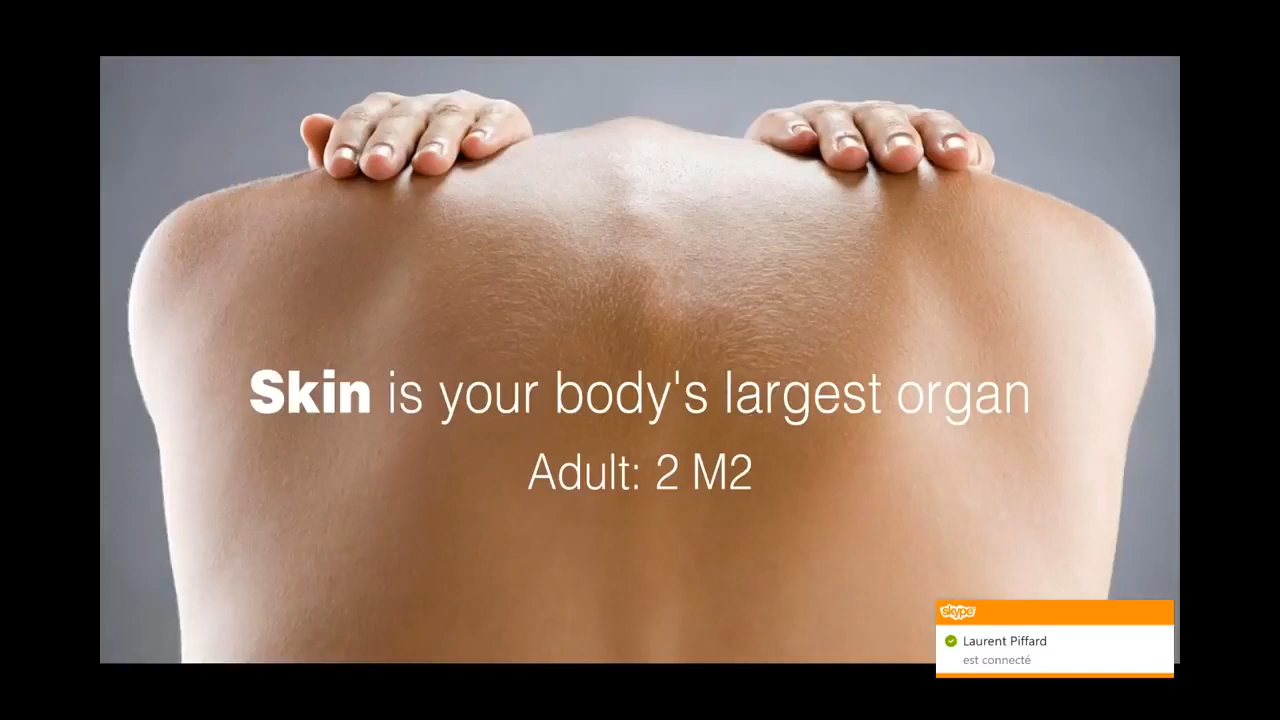 Skin is your body's largest organ
Adult: 2 M2
skype
Laurent Piffard
est connecté